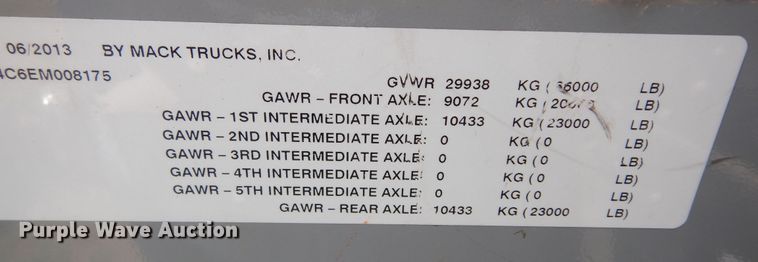 06/2013 BY MACK TRUCKS, INC.
4C6EM008175
GVWR 29938 KG ( 66000 LB)
GAWR - FRONT AXLE: 9072 KG ( 20000 LB)
GAWR - 1ST INTERMEDIATE AXLE: 10433 KG ( 23000 LB)
GAWR - 2ND INTERMEDIATE AXLE: 0 KG ( 0 LB)
GAWR - 3RD INTERMEDIATE AXLE: 0 KG ( 0 LB)
GAWR - 4TH INTERMEDIATE AXLE: 0 KG ( 0 LB)
GAWR - 5TH INTERMEDIATE AXLE: 0 KG ( 0 LB)
GAWR - REAR AXLE: 10433 KG ( 23000 LB)
Purple Wave Auction